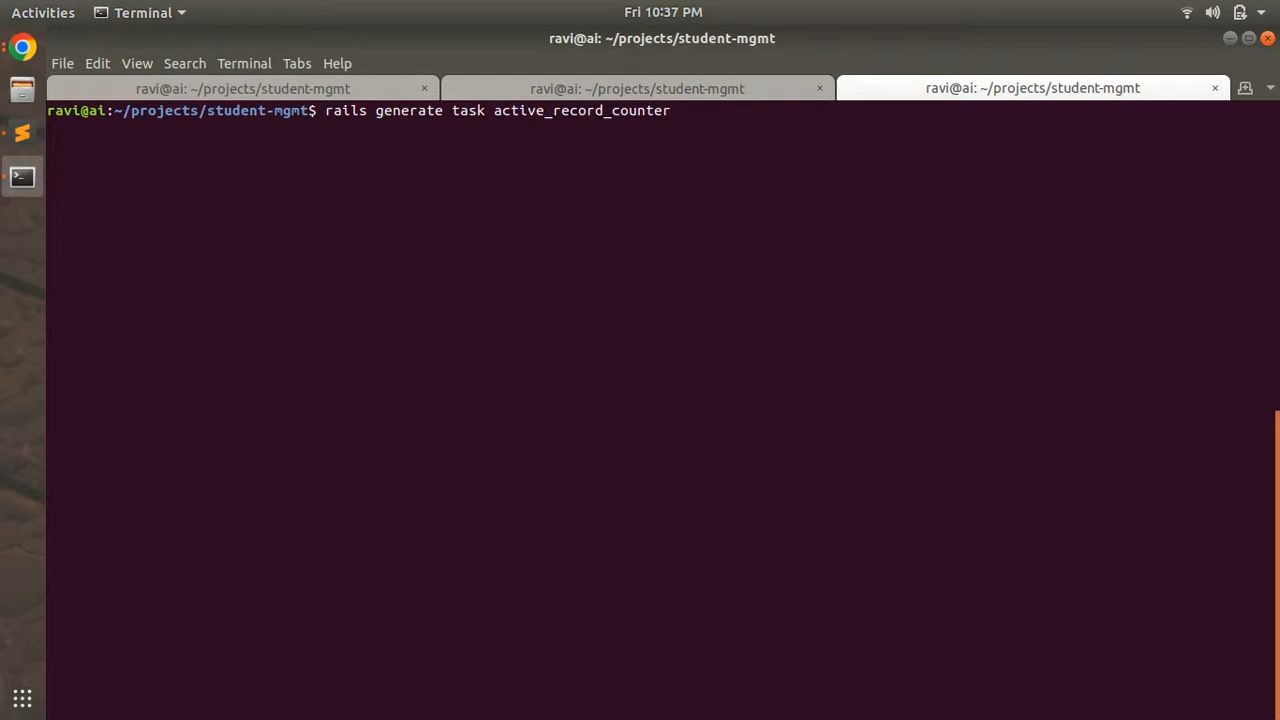 Activities Terminal Fri 10:37 PM
ravi@ai: ~/projects/student-mgmt
File Edit View Search Terminal Tabs Help
ravi@ai: ~/projects/student-mgmt × ravi@ai: ~/projects/student-mgmt × ravi@ai: ~/projects/student-mgmt ×
ravi@ai:~/projects/student-mgmt$ rails generate task active_record_counter